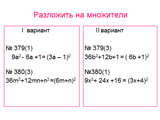 Разложить на множители
I вариант
№ 379(1)
9a²- 6a +1= (3a – 1)²
№ 380(3)
36m²+12mn+n²=(6m+n)²
II вариант
№ 379(3)
36b²+12b+1= ( 6b +1)²
№380(1)
9x²+ 24x +16 = (3x+4)²